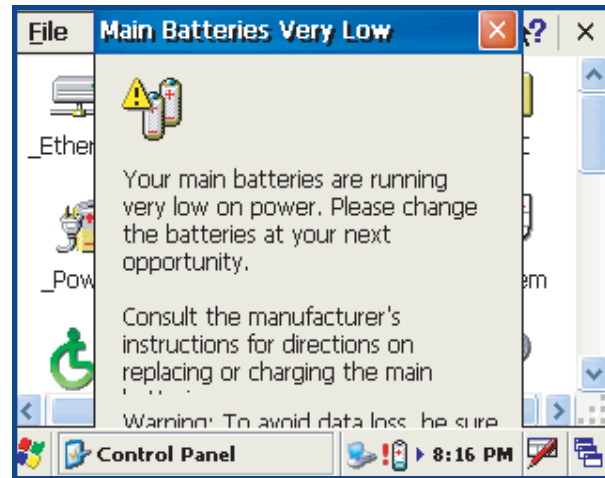 File
Main Batteries Very Low
?
_Ether
Your main batteries are running
very low on power. Please change
the batteries at your next
opportunity.
_Pow
em
Consult the manufacturer's
instructions for directions on
replacing or charging the main
Warning: To avoid data loss, be sure
Control Panel
8:16 PM